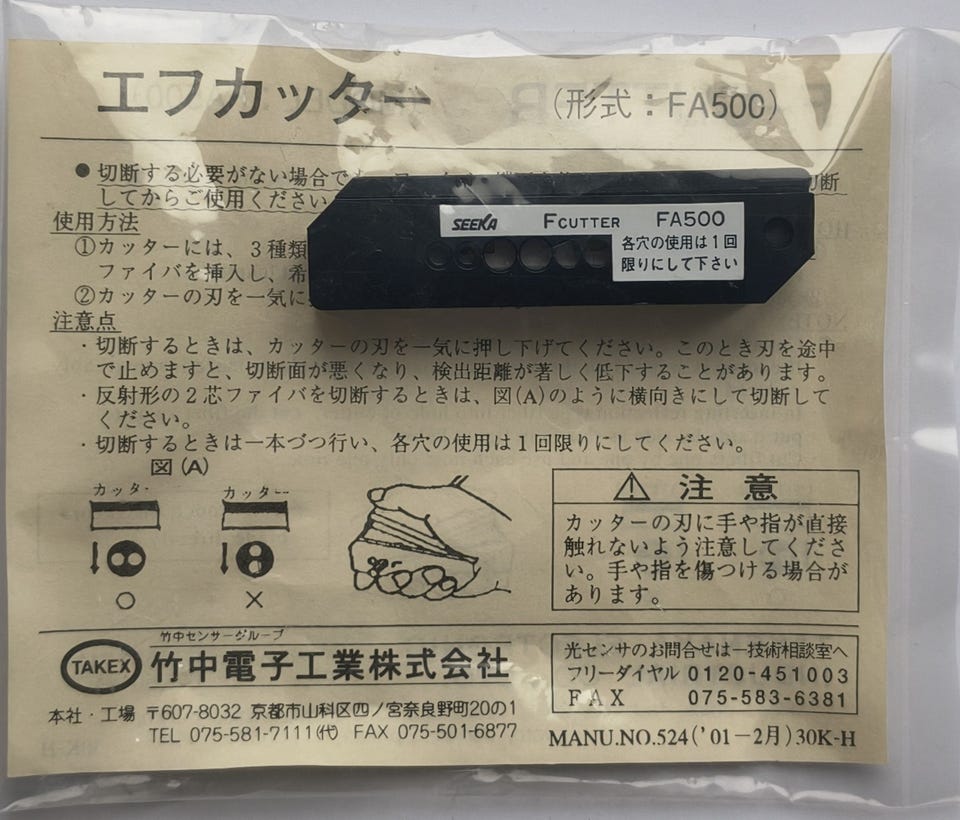 エフカッター (形式：FA500)
●切断する必要がない場合でも
切断
してからご使用ください
使用方法
①カッターには、3種類
ファイバを挿入し、希
②カッターの刃を一気に
SEEKA FCUTTER FA500
各穴の使用は1回
限りにして下さい
注意点
・切断するときは、カッターの刃を一気に押し下げてください。このとき刃を途中
で止めますと、切断面が悪くなり、検出距離が著しく低下することがあります。
・反射形の2芯ファイバを切断するときは、図(A)のように横向きにして切断して
ください。
・切断するときは一本づつ行い、各穴の使用は1回限りにしてください。
図(A)
カッター カッター
○ ×
⚠ 注意
カッターの刃に手や指が直接
触れないよう注意してくださ
い。手や指を傷つける場合が
あります。
竹中センサーグループ
TAKEX 竹中電子工業株式会社
本社・工場 〒607-8032 京都市山科区四ノ宮奈良野町20の1
TEL 075-581-7111(代) FAX 075-501-6877
光センサのお問合せは―技術相談室へ
フリーダイヤル 0120-451003
FAX 075-583-6381
MANU.NO.524('01－2月)30K-H